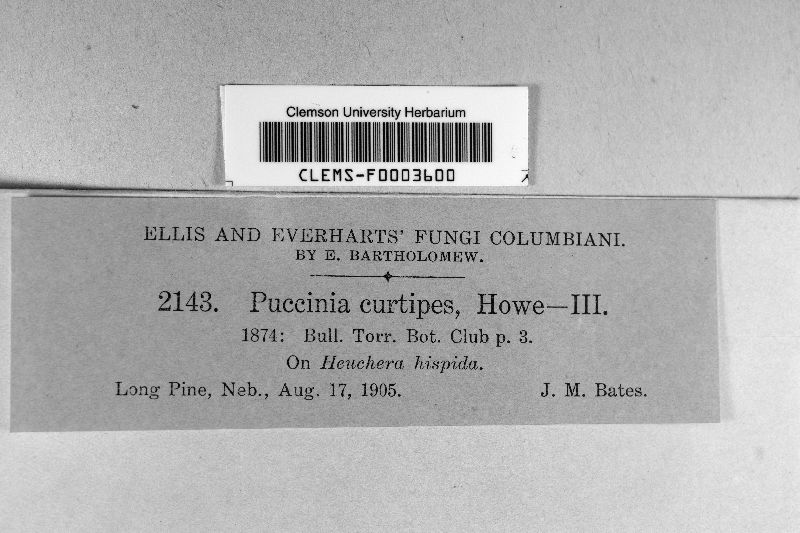 Clemson University Herbarium
CLEMS-F0003600
ELLIS AND EVERHARTS' FUNGI COLUMBIANI.
BY E. BARTHOLOMEW.
2143. Puccinia curtipes, Howe—III.
1874: Bull. Torr. Bot. Club p. 3.
On Heuchera hispida.
Long Pine, Neb., Aug. 17, 1905. J. M. Bates.